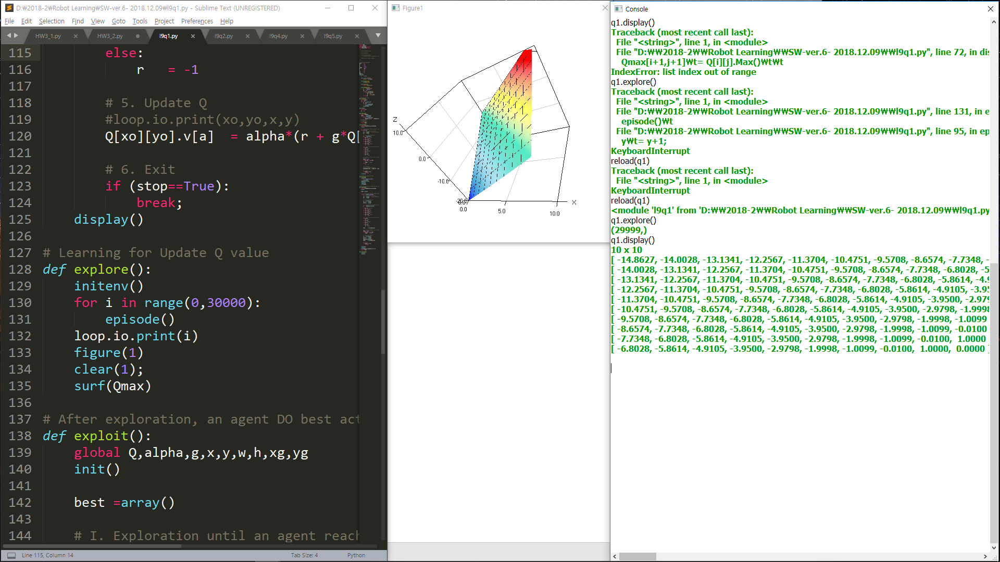 D:₩2018-2₩Robot Learning₩SW-ver.6- 2018.12.09₩l9q1.py - Sublime Text (UNREGISTERED)
File Edit Selection Find View Goto Tools Project Preferences Help
HW3_1.py HW3_2.py l9q1.py l9q2.py l9q4.py l9q5.py
115 else:
116 r = -1
117
118 # 5. Update Q
119 #loop.io.print(xo,yo,x,y)
120 Q[xo][yo].v[a] = alpha*(r + g*Q[
121
122 # 6. Exit
123 if (stop==True):
124 break;
125 display()
126
127 # Learning for Update Q value
128 def explore():
129 initenv()
130 for i in range(0,30000):
131 episode()
132 loop.io.print(i)
133 figure(1)
134 clear(1);
135 surf(Qmax)
136
137 # After exploration, an agent DO best act
138 def exploit():
139 global Q,alpha,g,x,y,w,h,xg,yg
140 init()
141
142 best =array()
143
144 # I. Exploration until an agent reach
Line 115, Column 14 Tab Size: 4 Python
Figure1
Z
10.0
0.0
-10.0
0.0
5.0
10.0
X
Console
q1.display()
Traceback (most recent call last):
File "<string>", line 1, in <module>
File "D:₩₩2018-2₩₩Robot Learning₩₩SW-ver.6- 2018.12.09₩₩l9q1.py", line 72, in dis
Qmax[i+1,j+1]₩t= Q[i][j].Max()₩t₩t
IndexError: list index out of range
q1.explore()
Traceback (most recent call last):
File "<string>", line 1, in <module>
File "D:₩₩2018-2₩₩Robot Learning₩₩SW-ver.6- 2018.12.09₩₩l9q1.py", line 131, in e
episode()₩t
File "D:₩₩2018-2₩₩Robot Learning₩₩SW-ver.6- 2018.12.09₩₩l9q1.py", line 95, in ep
y₩t= y+1;
KeyboardInterrupt
reload(q1)
Traceback (most recent call last):
File "<string>", line 1, in <module>
KeyboardInterrupt
reload(q1)
<module 'l9q1' from 'D:₩₩2018-2₩₩Robot Learning₩₩SW-ver.6- 2018.12.09₩₩l9q1.py
q1.explore()
(29999,)
q1.display()
10 x 10
[ -14.8627, -14.0028, -13.1341, -12.2567, -11.3704, -10.4751, -9.5708, -8.6574, -7.7348, -
[ -14.0028, -13.1341, -12.2567, -11.3704, -10.4751, -9.5708, -8.6574, -7.7348, -6.8028, -5
[ -13.1341, -12.2567, -11.3704, -10.4751, -9.5708, -8.6574, -7.7348, -6.8028, -5.8614, -4.9
[ -12.2567, -11.3704, -10.4751, -9.5708, -8.6574, -7.7348, -6.8028, -5.8614, -4.9105, -3.95
[ -11.3704, -10.4751, -9.5708, -8.6574, -7.7348, -6.8028, -5.8614, -4.9105, -3.9500, -2.979
[ -10.4751, -9.5708, -8.6574, -7.7348, -6.8028, -5.8614, -4.9105, -3.9500, -2.9798, -1.9998
[ -9.5708, -8.6574, -7.7348, -6.8028, -5.8614, -4.9105, -3.9500, -2.9798, -1.9998, -1.0099
[ -8.6574, -7.7348, -6.8028, -5.8614, -4.9105, -3.9500, -2.9798, -1.9998, -1.0099, -0.0100
[ -7.7348, -6.8028, -5.8614, -4.9105, -3.9500, -2.9798, -1.9998, -1.0099, -0.0100, 1.0000
[ -6.8028, -5.8614, -4.9105, -3.9500, -2.9798, -1.9998, -1.0099, -0.0100, 1.0000, 0.0000